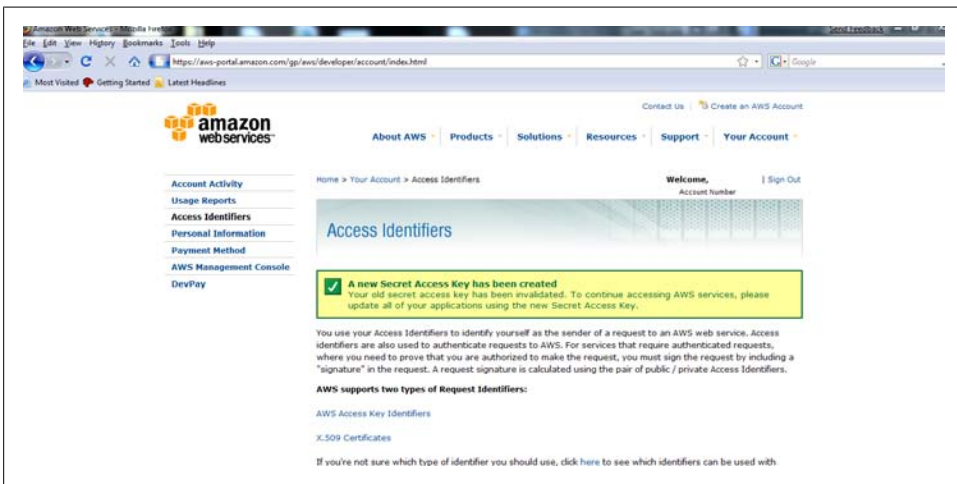 Amazon Web Services - Mozilla Firefox
Send Feedback
File Edit View History Bookmarks Tools Help
https://aws-portal.amazon.com/gp/aws/developer/account/index.html
Google
Most Visited Getting Started Latest Headlines
Contact Us Create an AWS Account
amazon
webservices™
About AWS Products Solutions Resources Support Your Account
Home > Your Account > Access Identifiers
Welcome, | Sign Out
Account Number
Account Activity
Usage Reports
Access Identifiers
Personal Information
Payment Method
AWS Management Console
DevPay
Access Identifiers
A new Secret Access Key has been created
Your old secret access key has been invalidated. To continue accessing AWS services, please
update all of your applications using the new Secret Access Key.
You use your Access Identifiers to identify yourself as the sender of a request to an AWS web service. Access
identifiers are also used to authenticate requests to AWS. For services that require authenticated requests,
where you need to prove that you are authorized to make the request, you must sign the request by including a
"signature" in the request. A request signature is calculated using the pair of public / private Access Identifiers.
AWS supports two types of Request Identifiers:
AWS Access Key Identifiers
X.509 Certificates
If you're not sure which type of identifier you should use, click here to see which identifiers can be used with